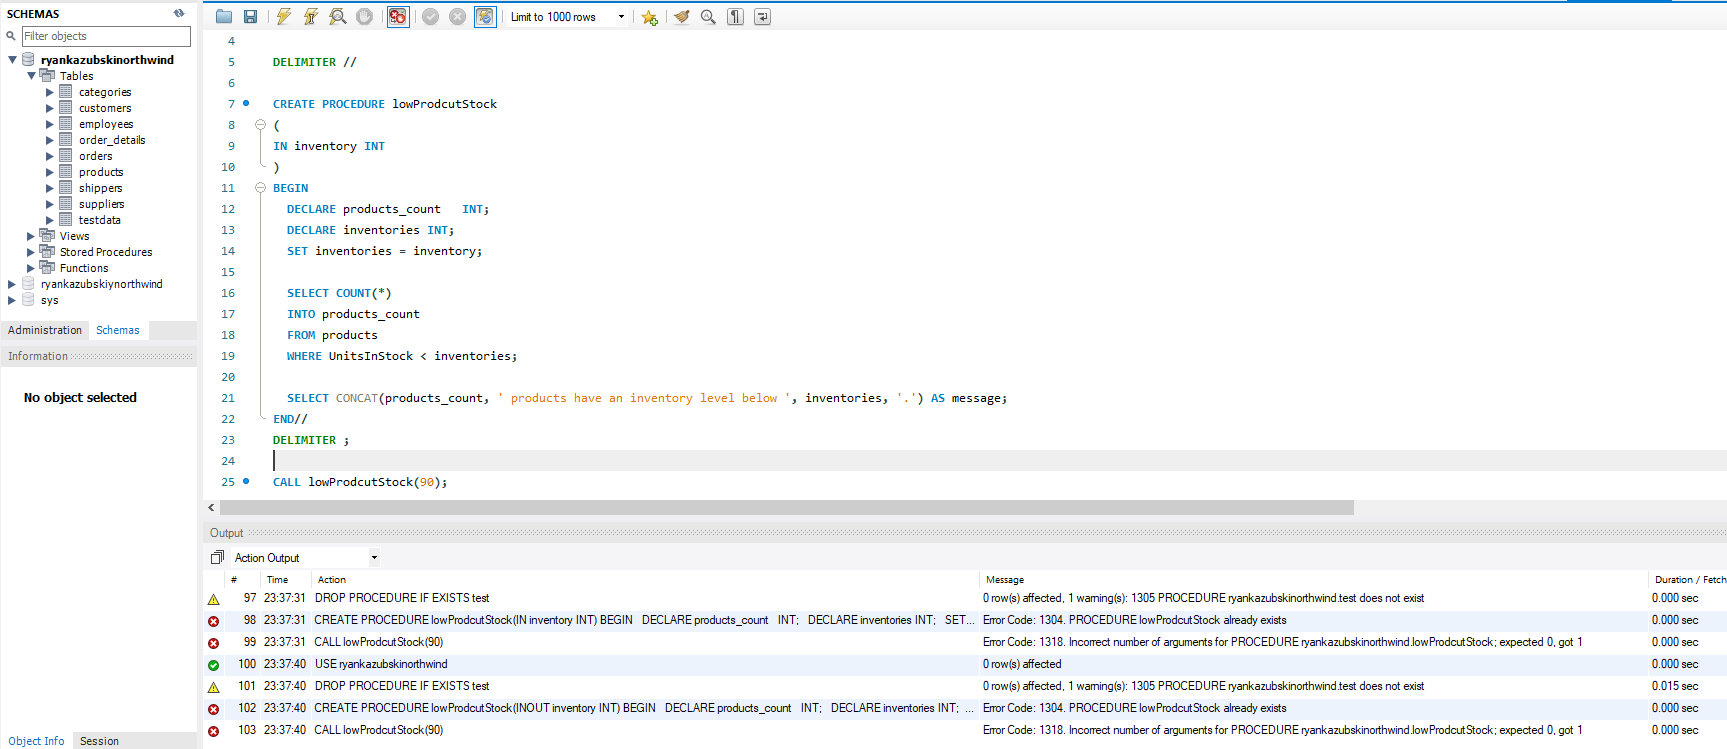 SCHEMAS
Filter objects
ryankazubskinorthwind
Tables
categories
customers
employees
order_details
orders
products
shippers
suppliers
testdata
Views
Stored Procedures
Functions
ryankazubskiynorthwind
sys
Administration Schemas
Information
No object selected
Object Info Session
Limit to 1000 rows
4
5 DELIMITER //
6
7 CREATE PROCEDURE lowProdcutStock
8 (
9 IN inventory INT
10 )
11 BEGIN
12 DECLARE products_count INT;
13 DECLARE inventories INT;
14 SET inventories = inventory;
15
16 SELECT COUNT(*)
17 INTO products_count
18 FROM products
19 WHERE UnitsInStock < inventories;
20
21 SELECT CONCAT(products_count, ' products have an inventory level below ', inventories, '.') AS message;
22 END//
23 DELIMITER ;
24
25 CALL lowProdcutStock(90);
Output
Action Output
# Time Action Message Duration / Fetch
97 23:37:31 DROP PROCEDURE IF EXISTS test 0 row(s) affected, 1 warning(s): 1305 PROCEDURE ryankazubskinorthwind.test does not exist 0.000 sec
98 23:37:31 CREATE PROCEDURE lowProdcutStock(IN inventory INT) BEGIN DECLARE products_count INT; DECLARE inventories INT; SET... Error Code: 1304. PROCEDURE lowProdcutStock already exists 0.000 sec
99 23:37:31 CALL lowProdcutStock(90) Error Code: 1318. Incorrect number of arguments for PROCEDURE ryankazubskinorthwind.lowProdcutStock; expected 0, got 1 0.000 sec
100 23:37:40 USE ryankazubskinorthwind 0 row(s) affected 0.000 sec
101 23:37:40 DROP PROCEDURE IF EXISTS test 0 row(s) affected, 1 warning(s): 1305 PROCEDURE ryankazubskinorthwind.test does not exist 0.015 sec
102 23:37:40 CREATE PROCEDURE lowProdcutStock(INOUT inventory INT) BEGIN DECLARE products_count INT; DECLARE inventories INT; ... Error Code: 1304. PROCEDURE lowProdcutStock already exists 0.000 sec
103 23:37:40 CALL lowProdcutStock(90) Error Code: 1318. Incorrect number of arguments for PROCEDURE ryankazubskinorthwind.lowProdcutStock; expected 0, got 1 0.000 sec